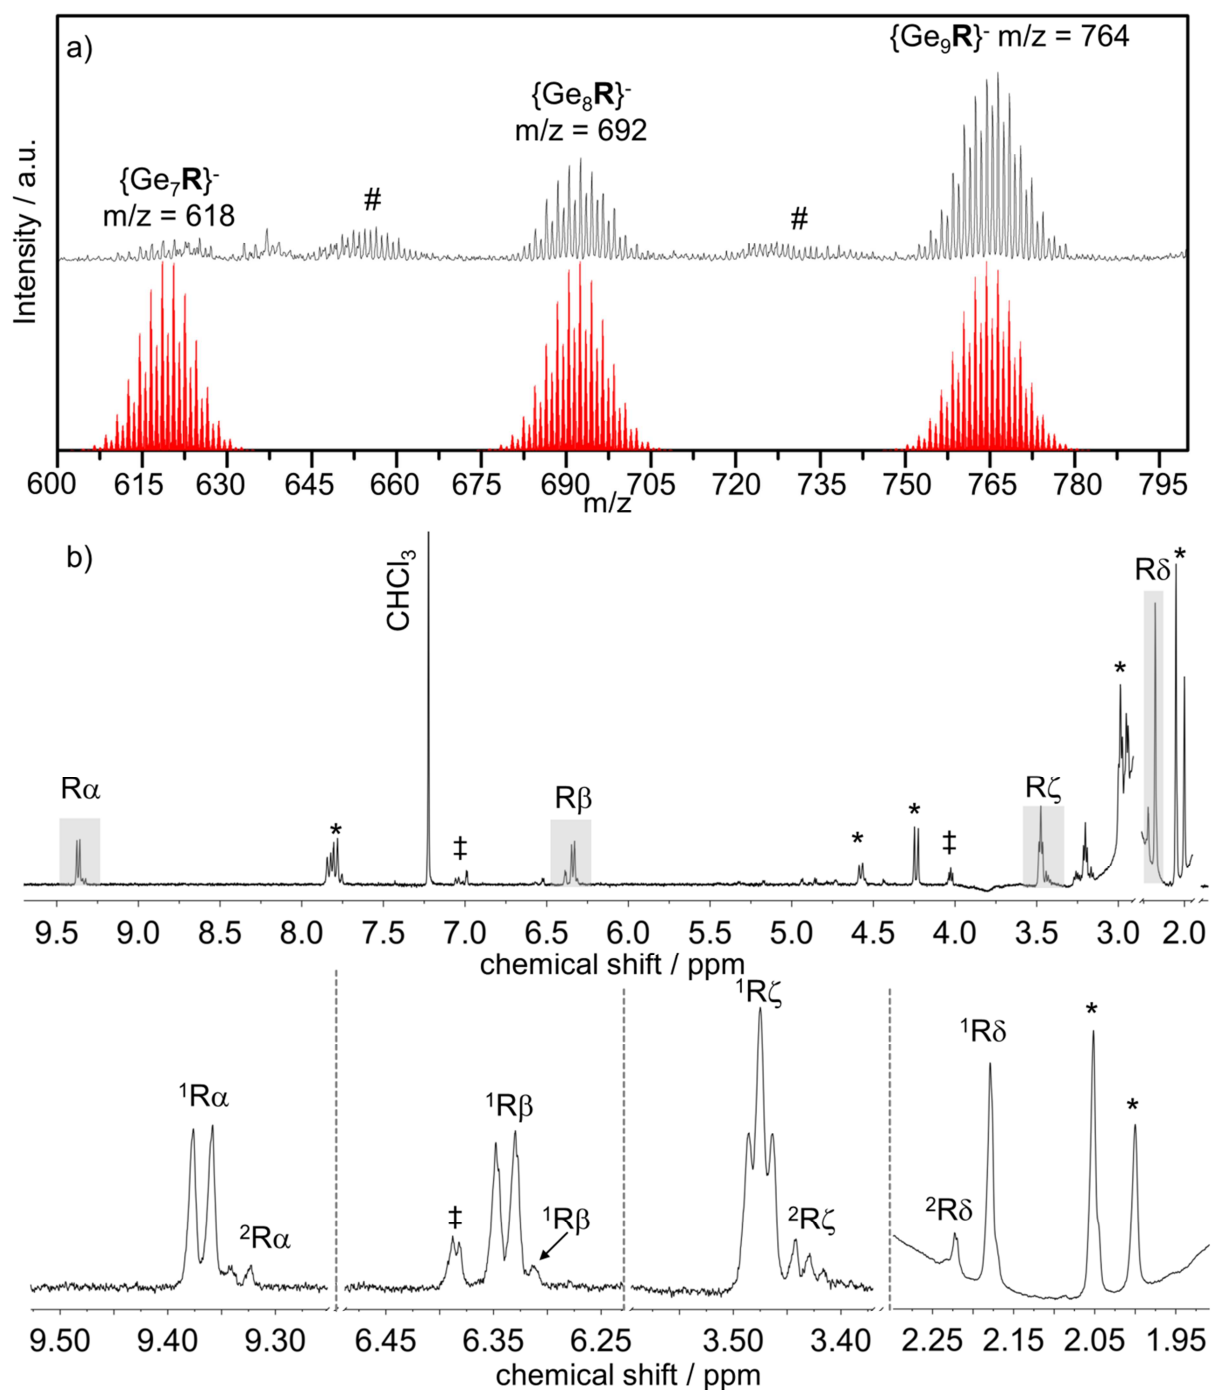 a)
{Ge₉R}⁻ m/z = 764
{Ge₈R}⁻
m/z = 692
{Ge₇R}⁻
m/z = 618
#
#
Intensity / a.u.
600 615 630 645 660 675 690 705 720 735 750 765 780 795
m/z
b)
CHCl₃
Rδ
*
*
Rα
Rβ
Rζ
*
‡
*
*
‡
9.5 9.0 8.5 8.0 7.5 7.0 6.5 6.0 5.5 5.0 4.5 4.0 3.5 3.0 2.0
chemical shift / ppm
¹Rζ
*
¹Rδ
¹Rα
¹Rβ
*
‡
²Rα
¹Rβ
²Rζ
²Rδ
9.50 9.40 9.30 6.45 6.35 6.25 3.50 3.40 2.25 2.15 2.05 1.95
chemical shift / ppm